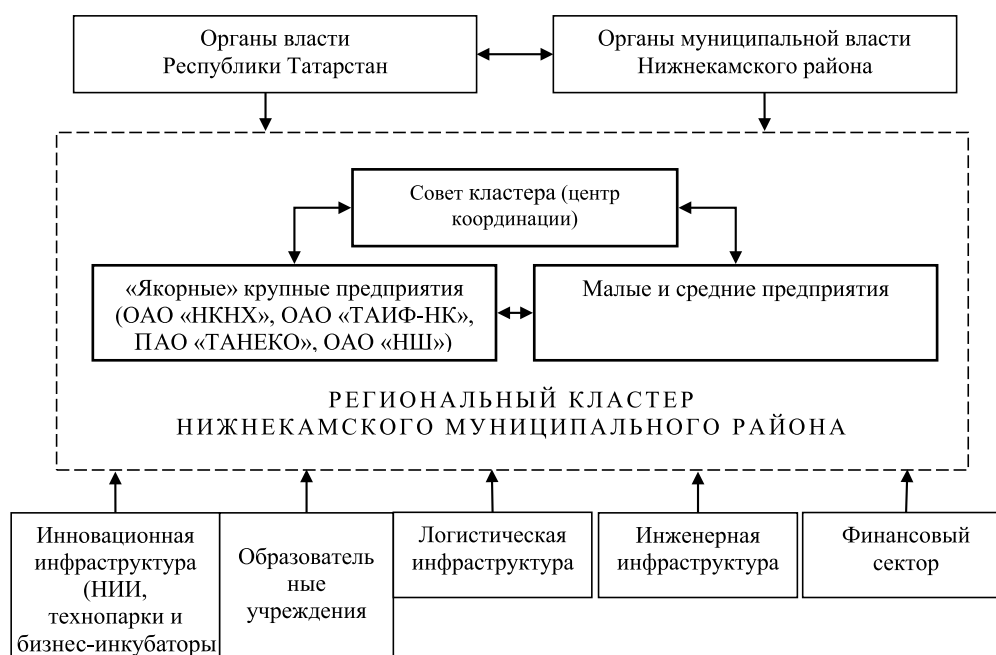 Органы власти
Республики Татарстан
Органы муниципальной власти
Нижнекамского района
Совет кластера (центр
координации)
«Якорные» крупные предприятия
(ОАО «НКНХ», ОАО «ТАИФ-НК»,
ПАО «ТАНЕКО», ОАО «НШ»)
Малые и средние предприятия
РЕГИОНАЛЬНЫЙ КЛАСТЕР
НИЖНЕКАМСКОГО МУНИЦИПАЛЬНОГО РАЙОНА
Инновационная
инфраструктура
(НИИ,
технопарки и
бизнес-инкубаторы
Образователь
ные
учреждения
Логистическая
инфраструктура
Инженерная
инфраструктура
Финансовый
сектор